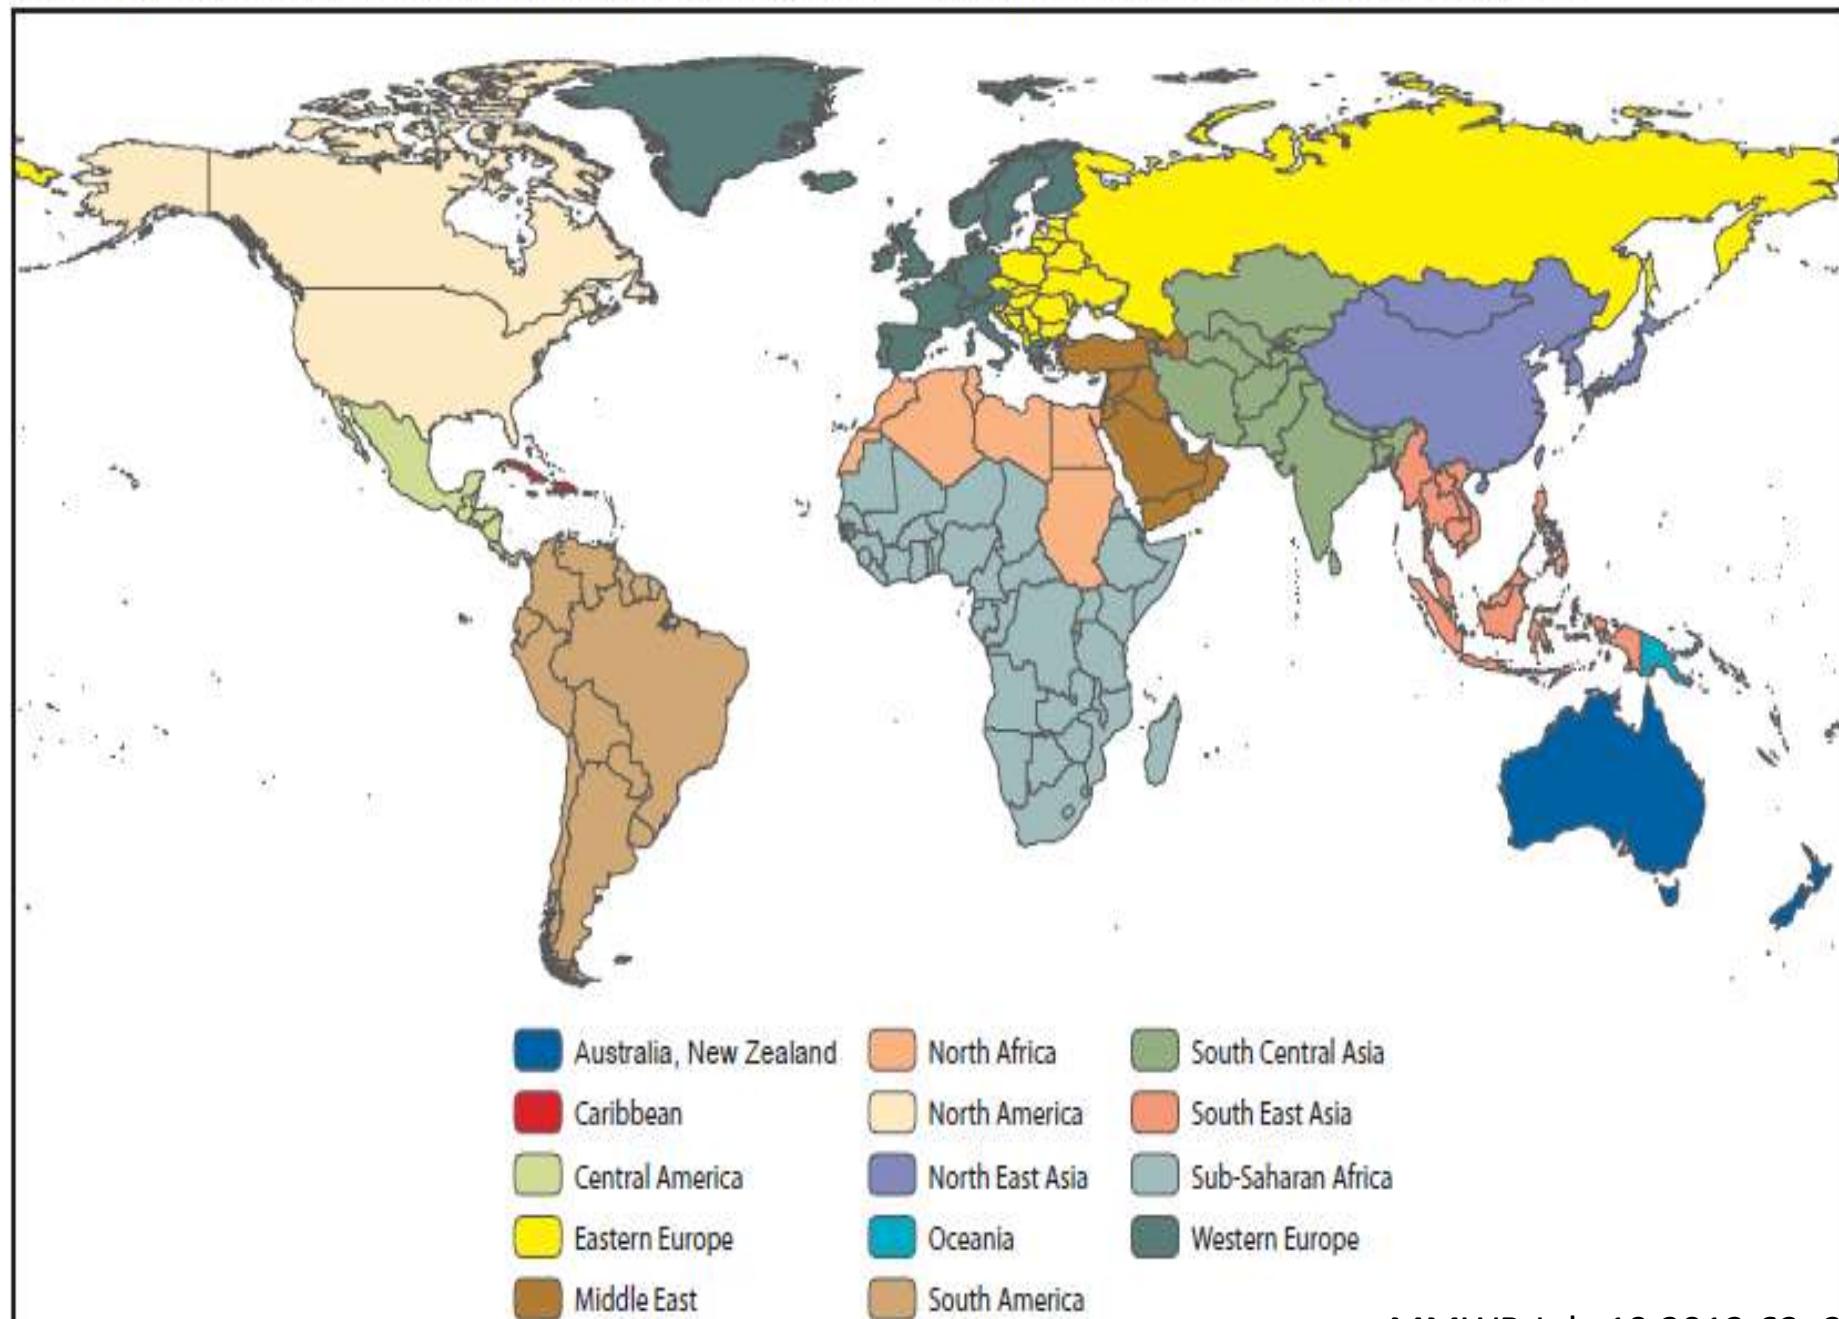 Australia, New Zealand
Caribbean
Central America
Eastern Europe
Middle East
North Africa
North America
North East Asia
Oceania
South America
South Central Asia
South East Asia
Sub-Saharan Africa
Western Europe